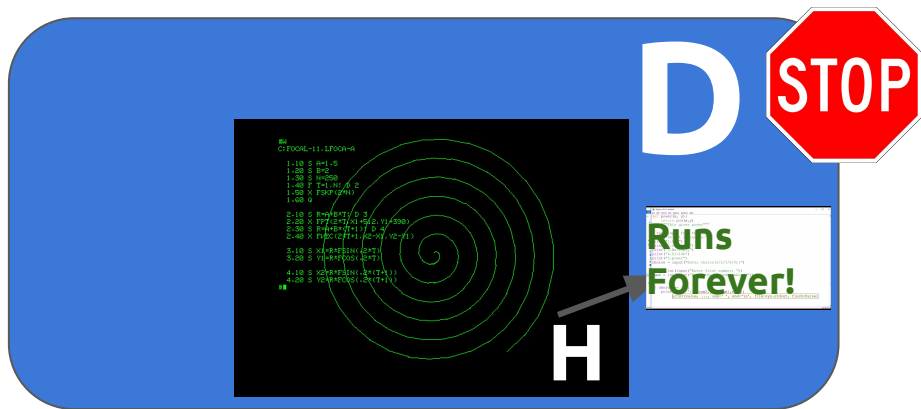 D
STOP
*W
C:FOCAL-11.LFOCA-A
1.10 S A=1.5
1.20 S B=2
1.30 S N=250
1.40 F T=1,N; D 2
1.50 X FSKP(2*N)
1.60 Q
2.10 S R=A+B*T; D 3
2.20 X FPT(2*T,X1+512,Y1+390)
2.30 S R=A+B*(T+1); D 4
2.40 X FVEC(2*T+1,X2-X1,Y2-Y1)
3.10 S X1=R*FSIN(.2*T)
3.20 S Y1=R*FCOS(.2*T)
4.10 S X2=R*FSIN(.2*(T+1))
4.20 S Y2=R*FCOS(.2*(T+1))
*
Runs
Forever!
H